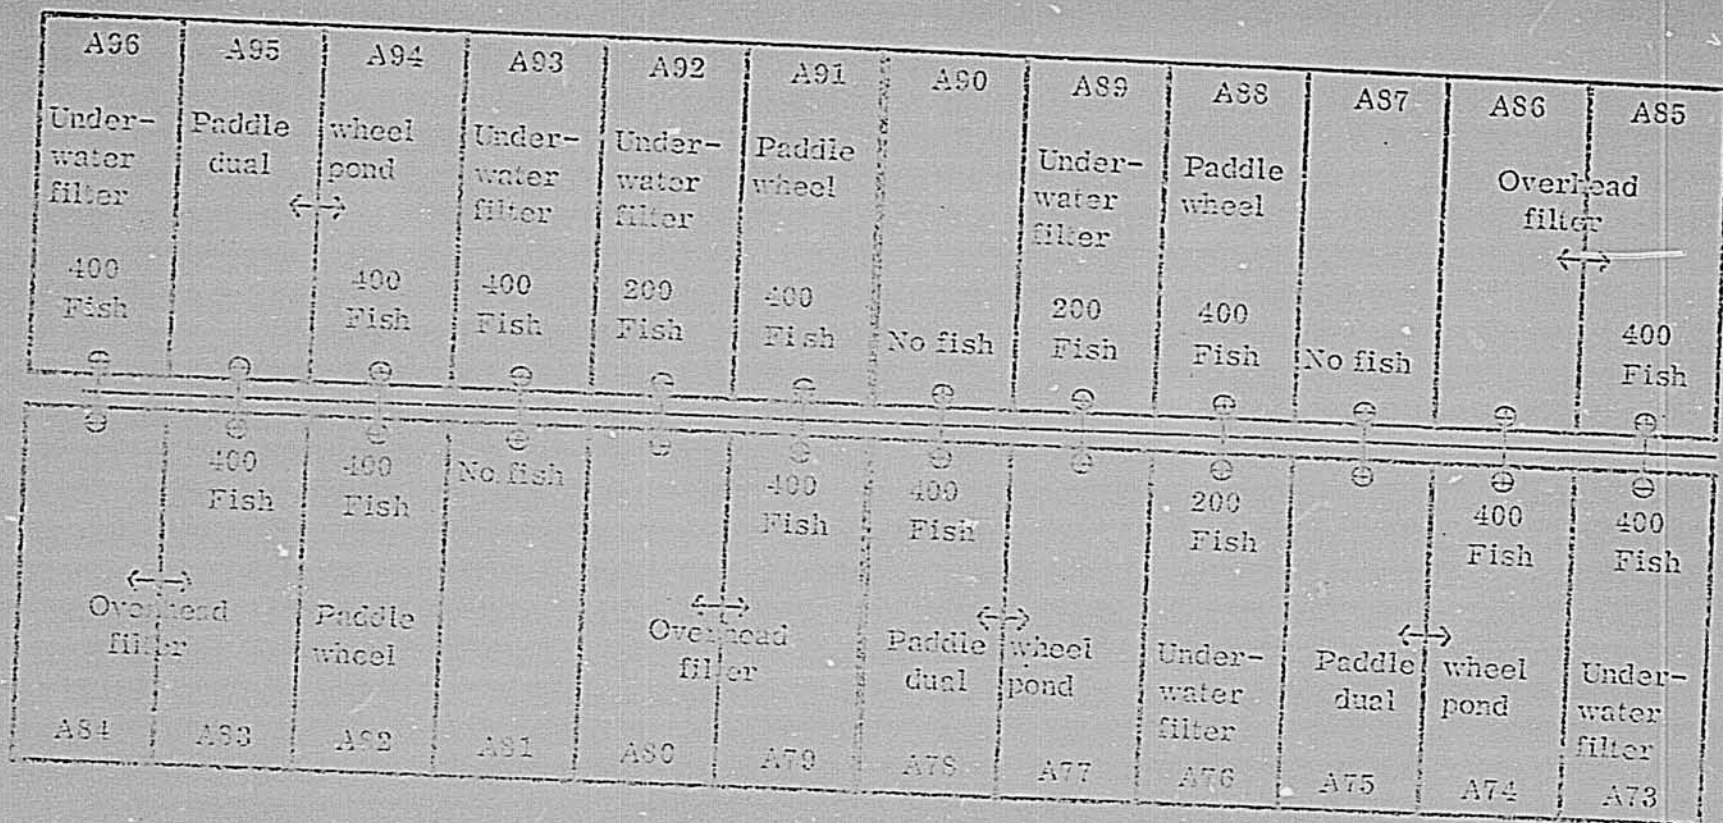 A96
Under-
water
filter
400
Fish
A95
Paddle
dual
A94
wheel
pond
400
Fish
A93
Under-
water
filter
400
Fish
A92
Under-
water
filter
200
Fish
A91
Paddle
wheel
400
Fish
A90
No fish
A89
Under-
water
filter
200
Fish
A88
Paddle
wheel
400
Fish
A87
No fish
A86
A85
Overhead
filter
400
Fish
400
Fish
Overhead
filter
A84
A83
400
Fish
Paddle
wheel
A82
No fish
A81
400
Fish
Overhead
filter
A80
A79
400
Fish
Paddle
dual
A78
wheel
pond
A77
200
Fish
Under-
water
filter
A76
Paddle
dual
A75
400
Fish
wheel
pond
A74
400
Fish
Under-
water
filter
A73